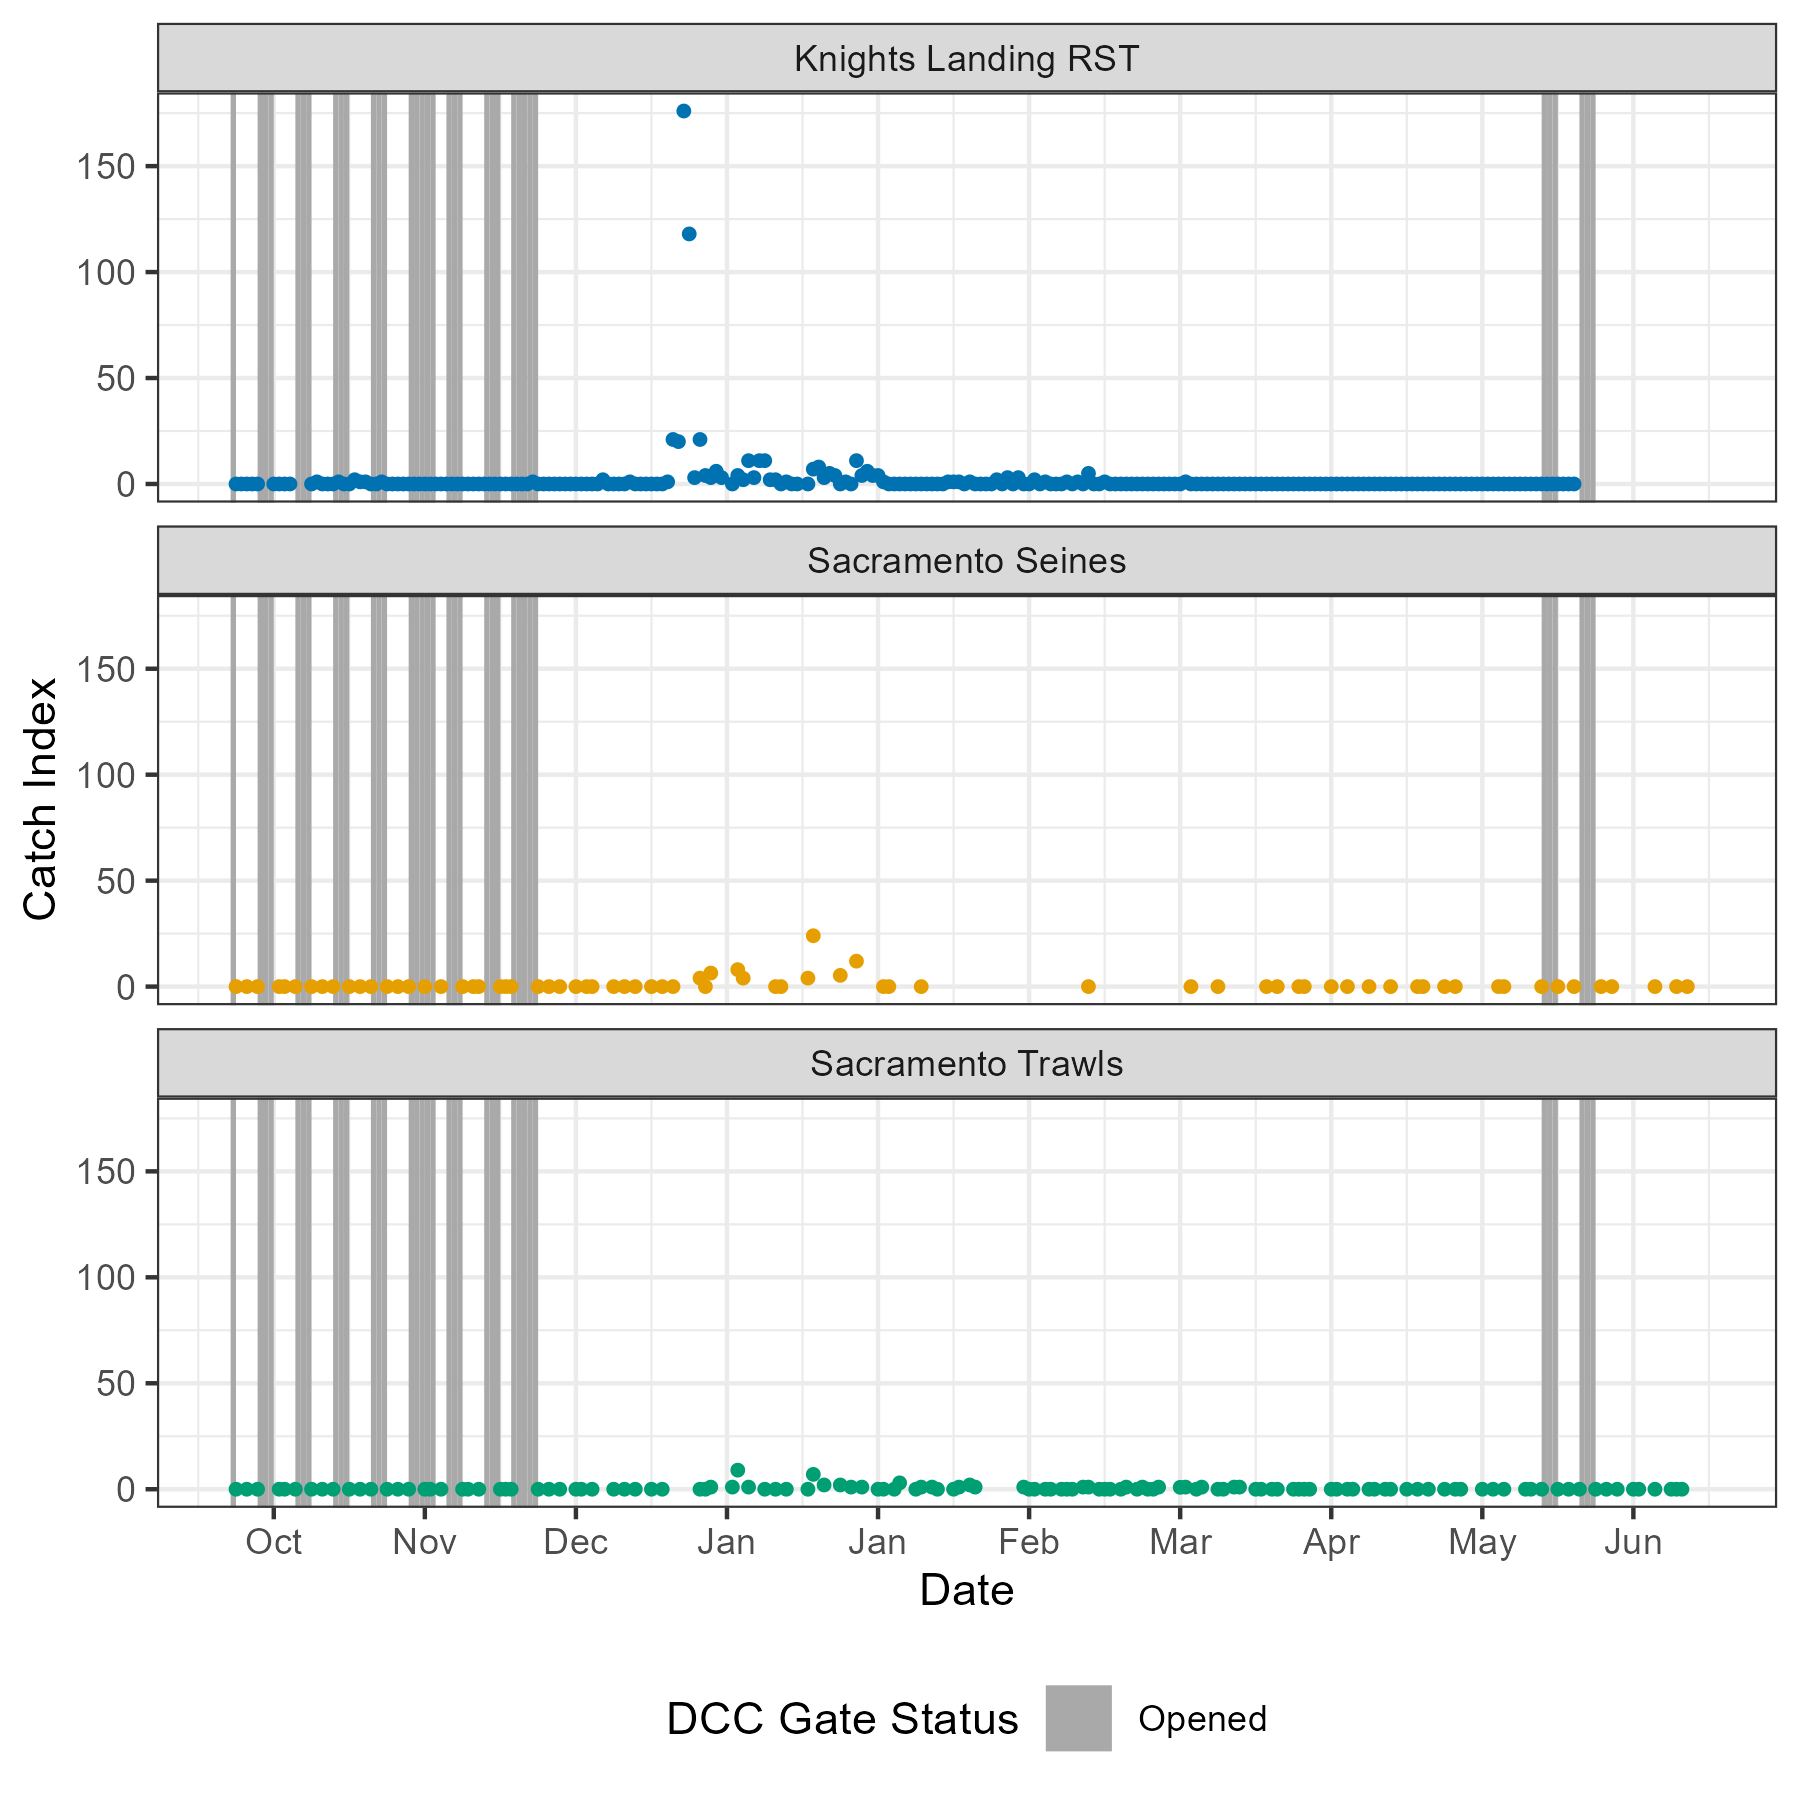 Knights Landing RST
150
100
50
0
Sacramento Seines
150
100
50
0
Sacramento Trawls
150
100
50
0
Catch Index
Oct Nov Dec Jan Jan Feb Mar Apr May Jun
Date
DCC Gate Status Opened